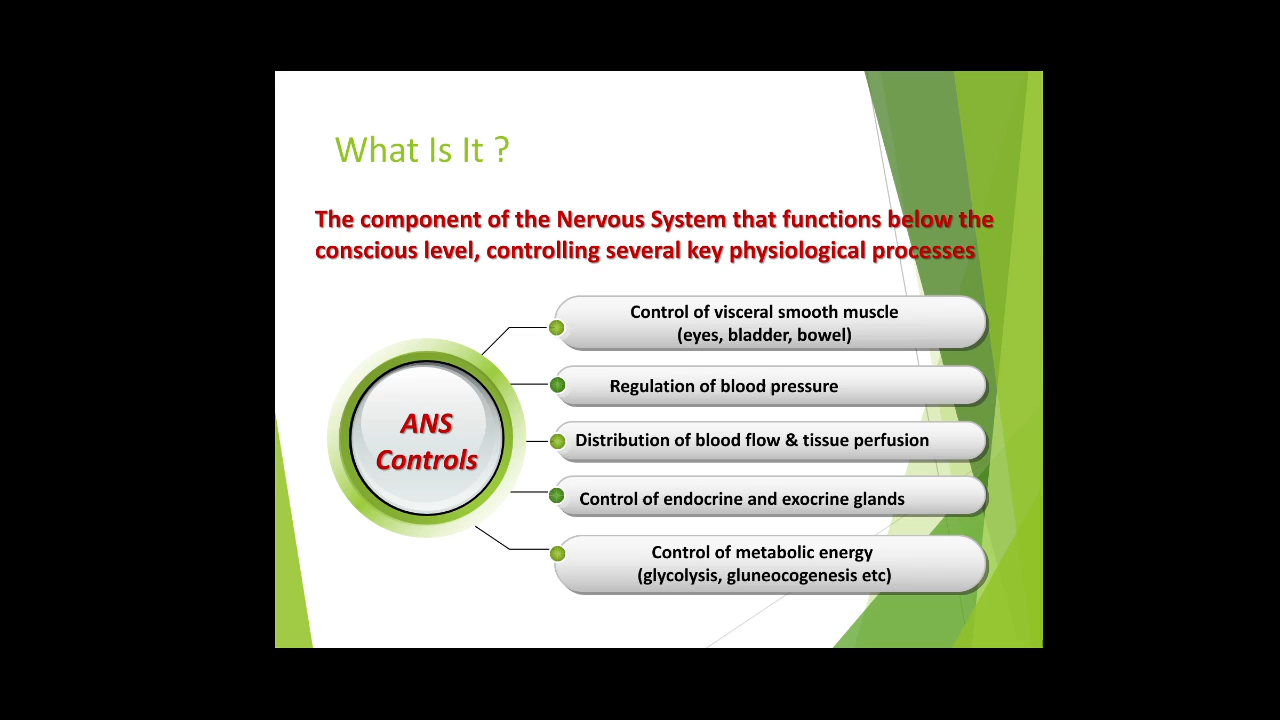 What Is It ?
The component of the Nervous System that functions below the
conscious level, controlling several key physiological processes
ANS
Controls
Control of visceral smooth muscle
(eyes, bladder, bowel)
Regulation of blood pressure
Distribution of blood flow & tissue perfusion
Control of endocrine and exocrine glands
Control of metabolic energy
(glycolysis, gluneocogenesis etc)